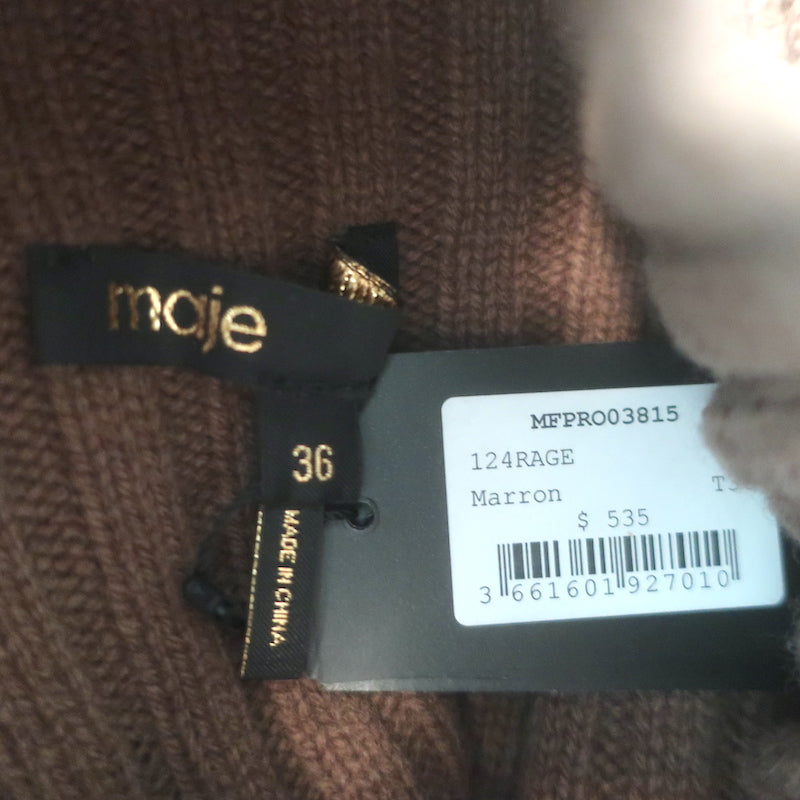 maje
36
MADE IN CHINA
MFPRO03815
124RAGE
Marron
$ 535
3 661601 927010